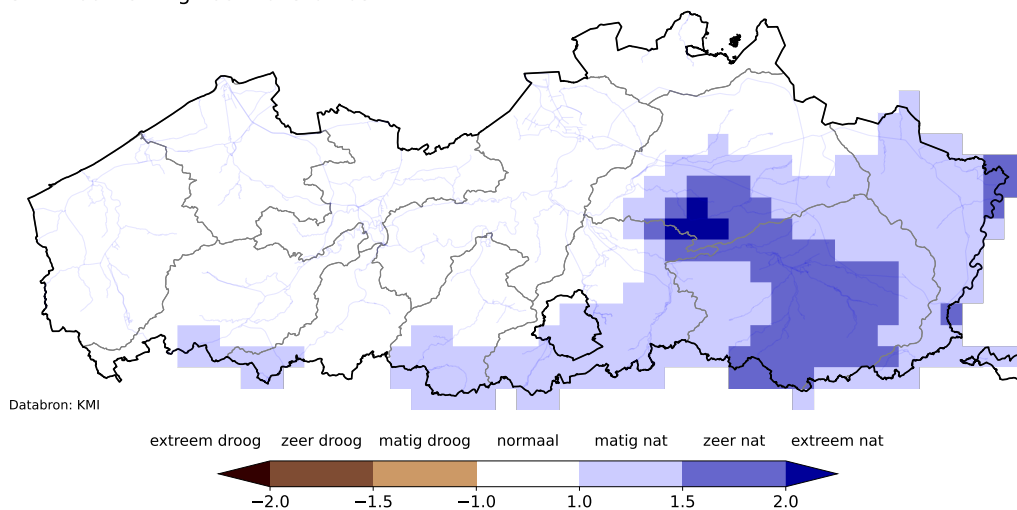 Databron: KMI
extreem droog zeer droog matig droog normaal matig nat zeer nat extreem nat
−2.0 −1.5 −1.0 1.0 1.5 2.0